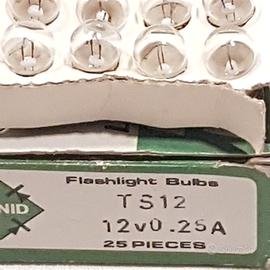 Flashlight Bulbs
NID
TS12
12v0.25A
25 PIECES